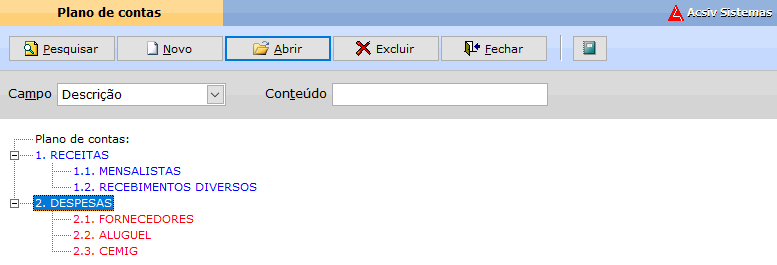 Plano de contas
Acsiv Sistemas
Pesquisar Novo Abrir Excluir Fechar
Campo Descrição Conteúdo
Plano de contas:
1. RECEITAS
1.1. MENSALISTAS
1.2. RECEBIMENTOS DIVERSOS
2. DESPESAS
2.1. FORNECEDORES
2.2. ALUGUEL
2.3. CEMIG